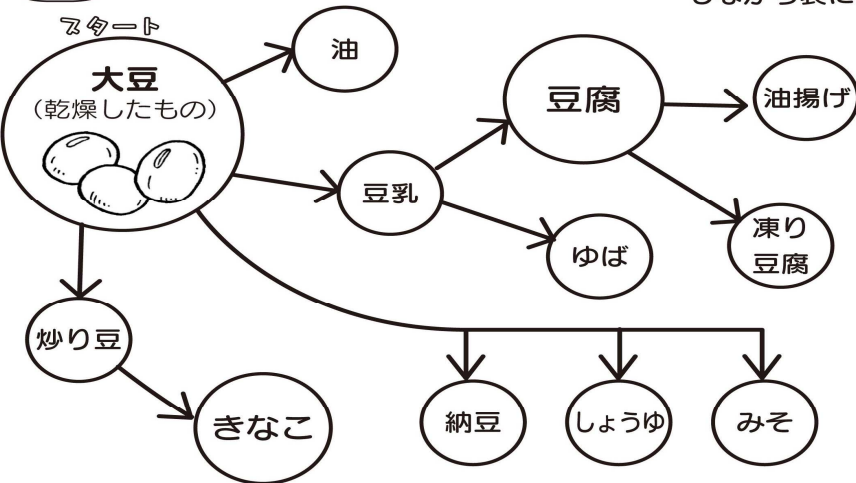 スタート
大豆
(乾燥したもの)
油
豆腐
油揚げ
豆乳
ゆば
凍り
豆腐
炒り豆
きなこ
納豆
しょうゆ
みそ